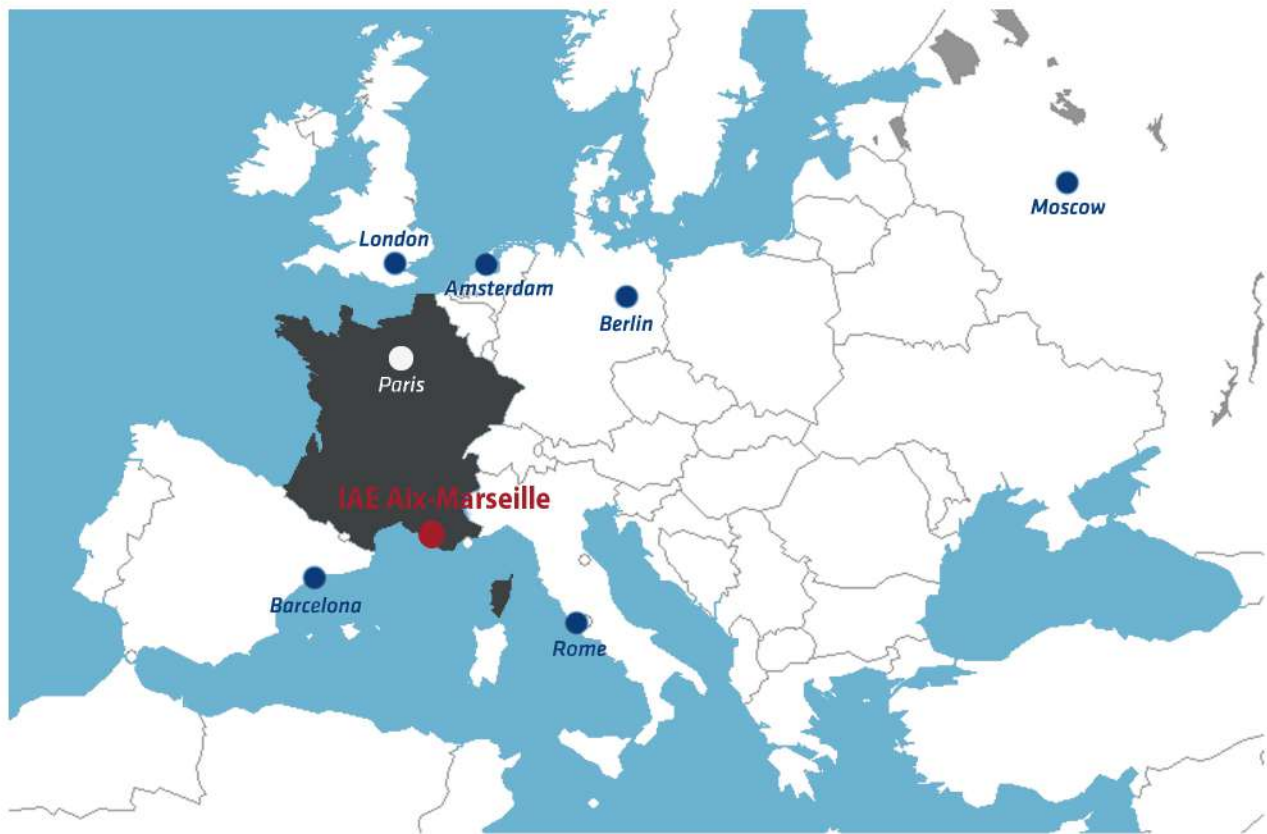 Moscow
London
Amsterdam
Berlin
Paris
IAE Aix-Marseille
Barcelona
Rome